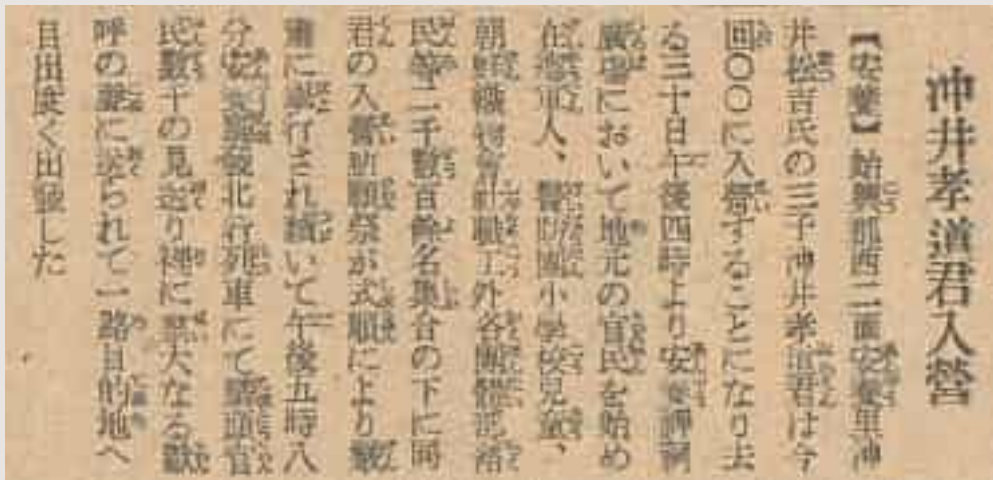 沖井孝道君入營
【安養】始興郡西二面安養里沖
井松吉氏の三子沖井孝道君は今
回〇〇に入營することになり去
る三十日午後四時より安養神祠
廣場において地元の官民を始め
在鄕軍人、警防團小學校兒童、
朝鮮織物會社職工外各團體部落
民等二千數百餘名集合の下に同
君の入營祈願祭が式順により嚴
肅に擧行され續いて午後五時八
分安養驛發北行列車にて驛頭官
民數千の見送り裡に盛大なる歡
呼の聲に送られて一路目的地へ
目出度く出發した